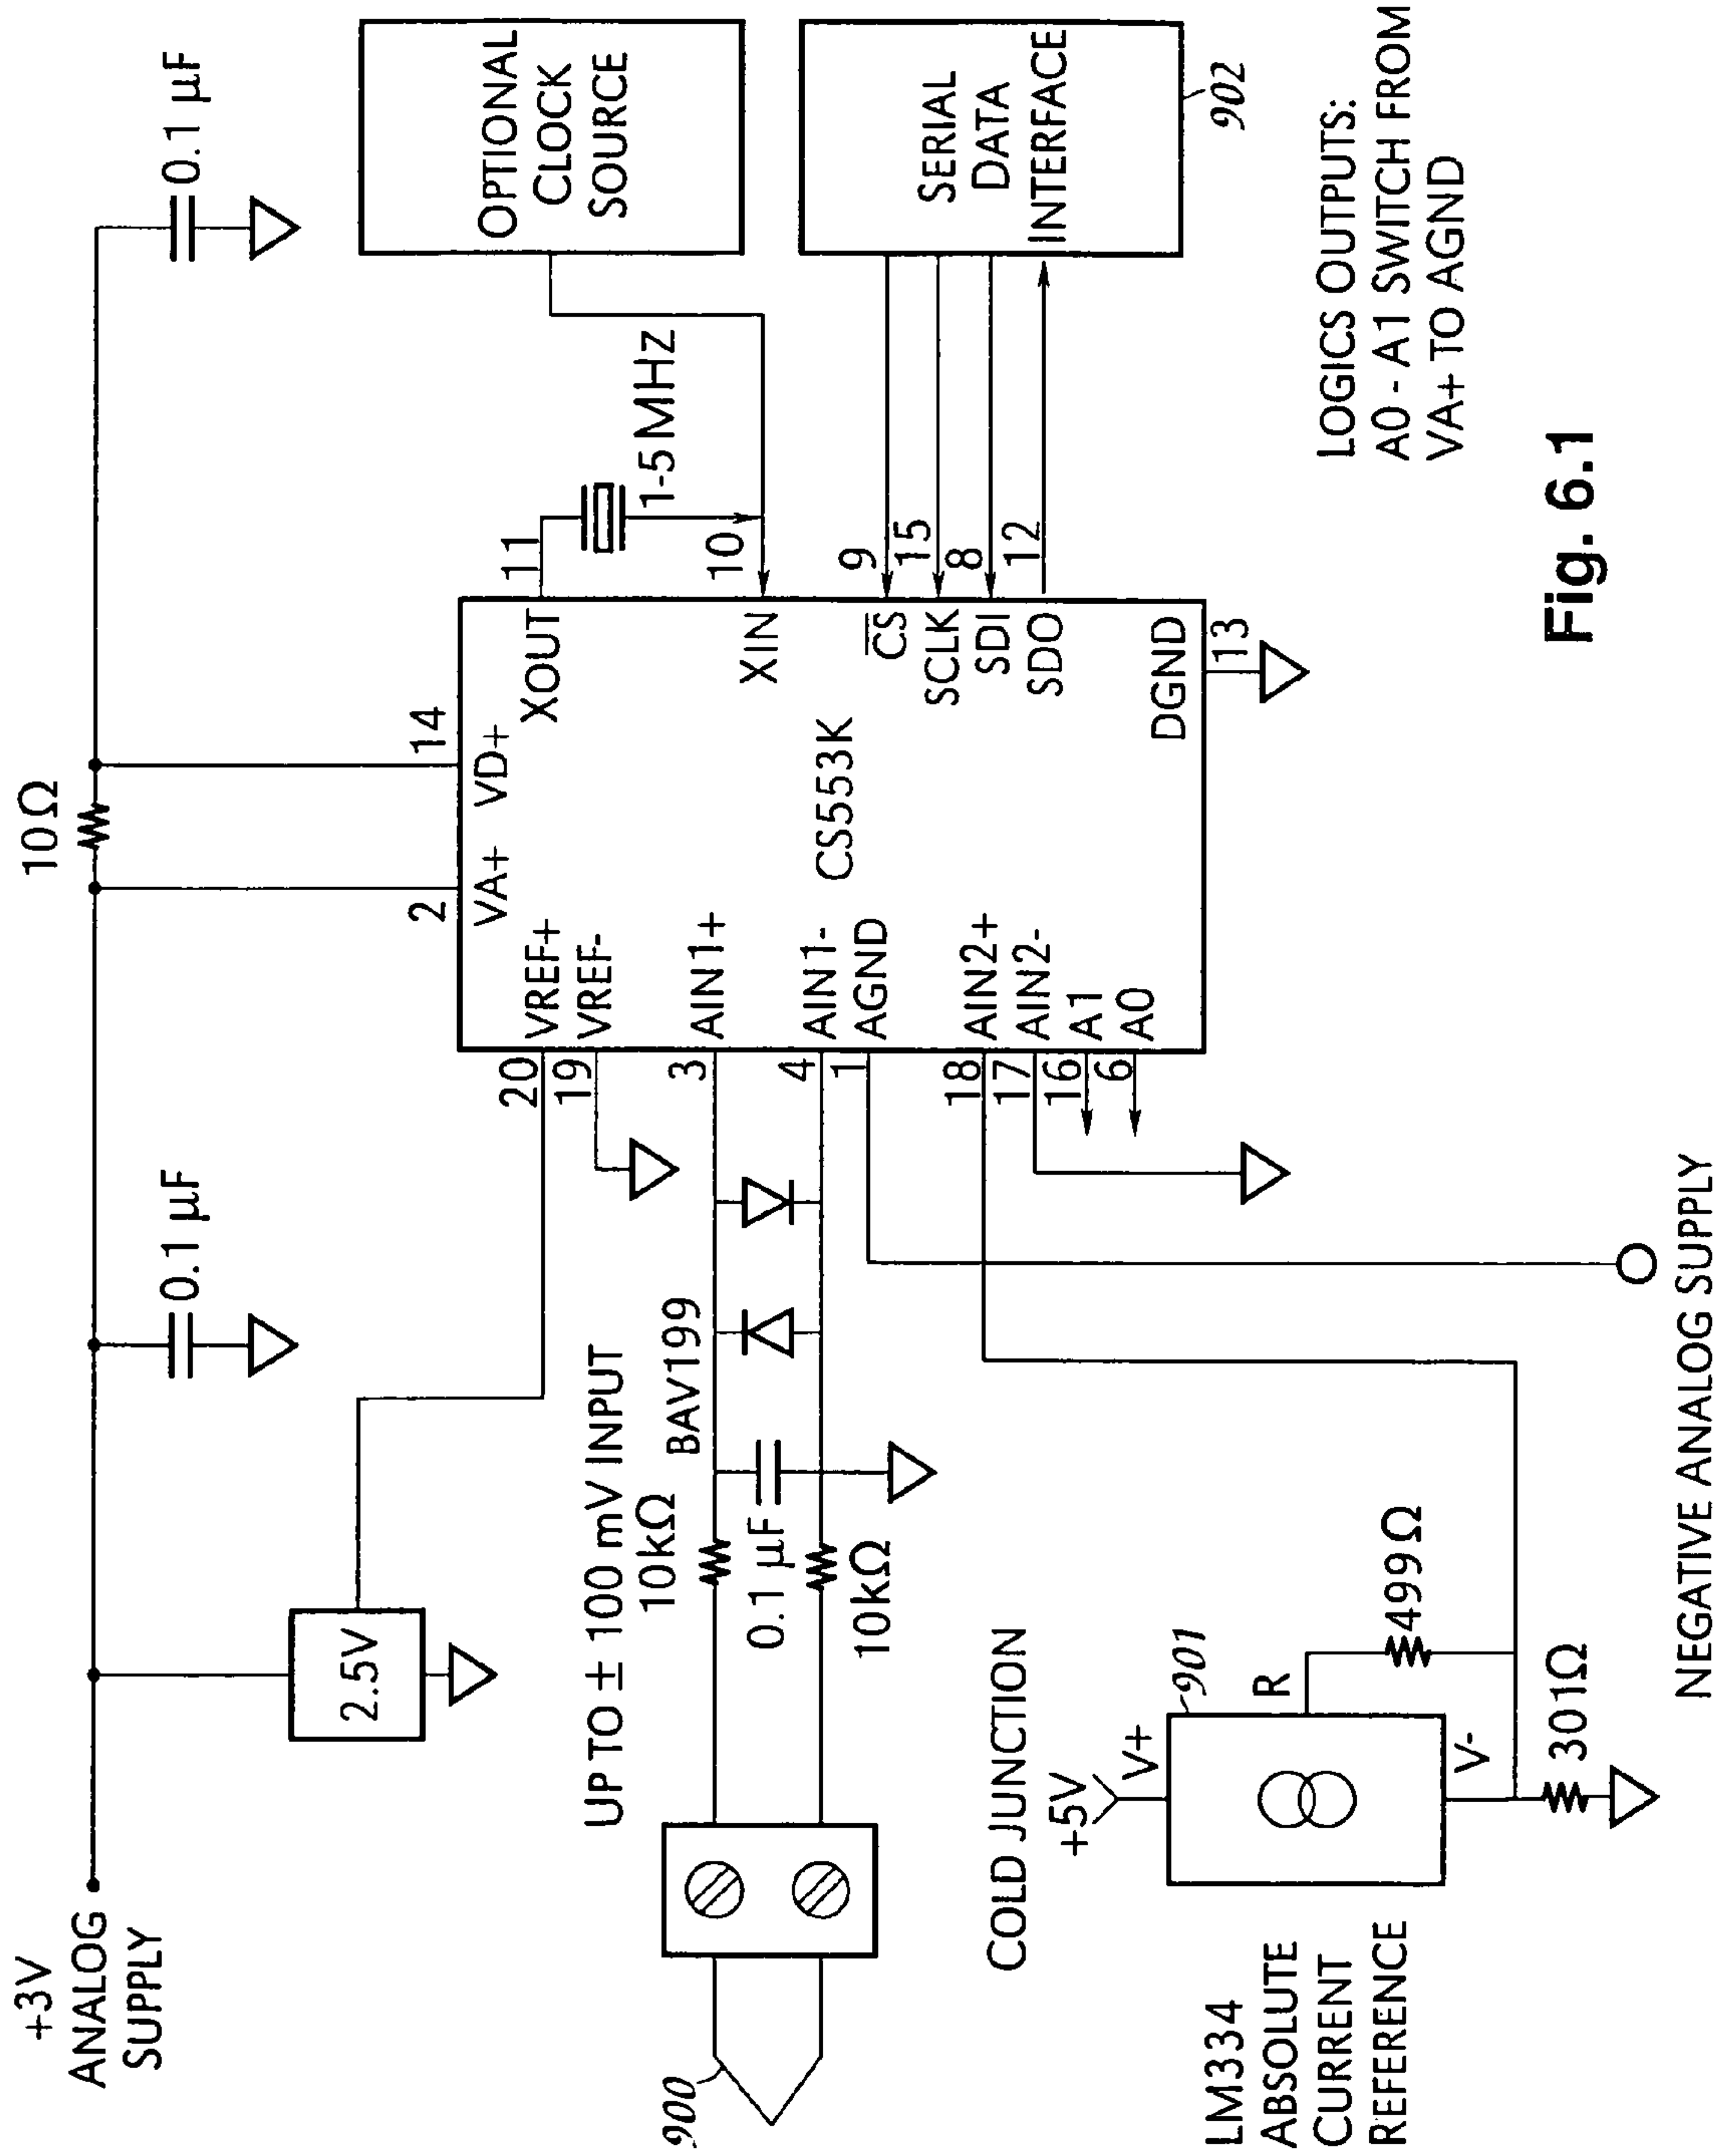 +3V
ANALOG
SUPPLY
0.1 µF
10Ω
0.1 µF
2.5V
2
14
VA+ VD+
20
VREF+
19
VREF-
XOUT
11
1-5MHz
OPTIONAL
CLOCK
SOURCE
UP TO ± 100 mV INPUT
10kΩ
BAV199
3
AIN1+
XIN
10
900
0.1 µF
10kΩ
4
AIN1-
1
AGND
CS553K
CS
9
SCLK
15
SDI
8
SDO
12
SERIAL
DATA
INTERFACE
902
COLD JUNCTION
+5V
V+
901
R
499Ω
V-
301Ω
LM334
ABSOLUTE
CURRENT
REFERENCE
18
AIN2+
17
AIN2-
16
A1
6
A0
DGND
13
NEGATIVE ANALOG SUPPLY
LOGICS OUTPUTS:
A0 - A1 SWITCH FROM
VA+ TO AGND
Fig. 6.1